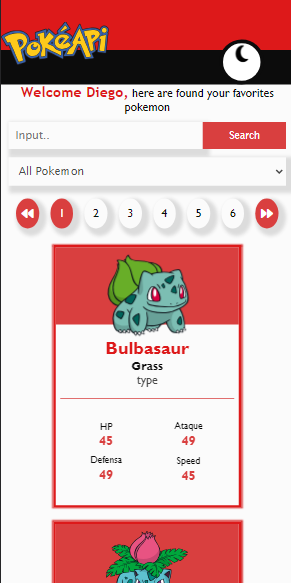 PokéApi
Welcome Diego, here are found your favorites
pokemon
Input..
Search
All Pokemon
1 2 3 4 5 6
Bulbasaur
Grass
type
HP Ataque
45 49
Defensa Speed
49 45